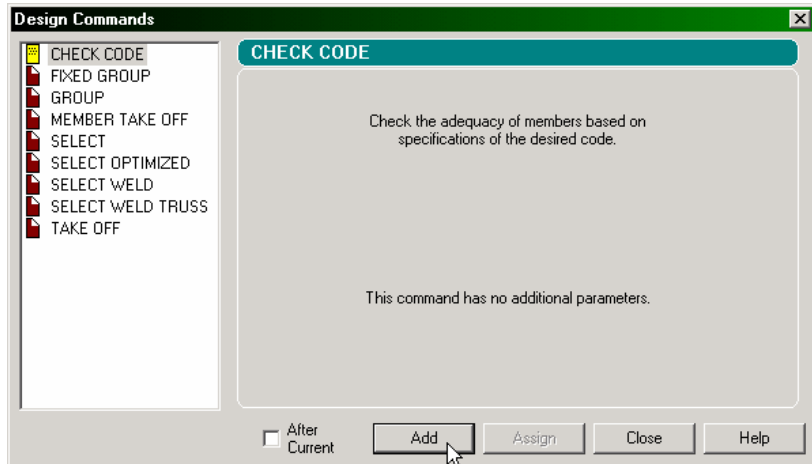 Design Commands
CHECK CODE
FIXED GROUP
GROUP
MEMBER TAKE OFF
SELECT
SELECT OPTIMIZED
SELECT WELD
SELECT WELD TRUSS
TAKE OFF
CHECK CODE
Check the adequacy of members based on
specifications of the desired code.
This command has no additional parameters.
After
Current
Add
Assign
Close
Help